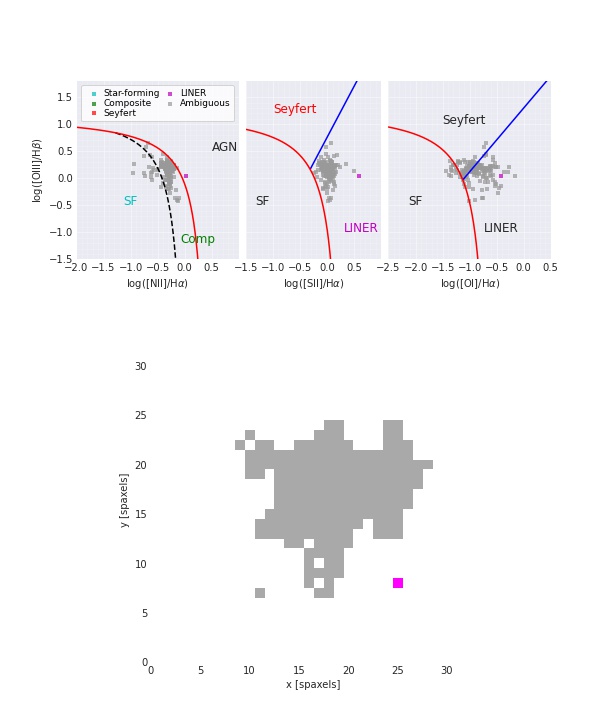 log([OIII]/Hβ)
1.5
1.0
0.5
0.0
−0.5
−1.0
−1.5
Star-forming
Composite
Seyfert
LINER
Ambiguous
AGN
SF
Comp
−2.0 −1.5 −1.0 −0.5 0.0 0.5
log([NII]/Hα)
Seyfert
SF
LINER
−1.5 −1.0 −0.5 0.0 0.5
log([SII]/Hα)
Seyfert
SF
LINER
−2.5 −2.0 −1.5 −1.0 −0.5 0.0 0.5
log([OI]/Hα)
y [spaxels]
30
25
20
15
10
5
0
0 5 10 15 20 25 30
x [spaxels]